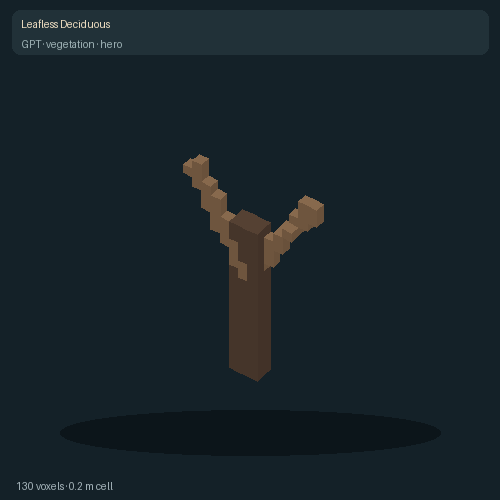 Leafless Deciduous
GPT · vegetation · hero
130 voxels · 0.2 m cell